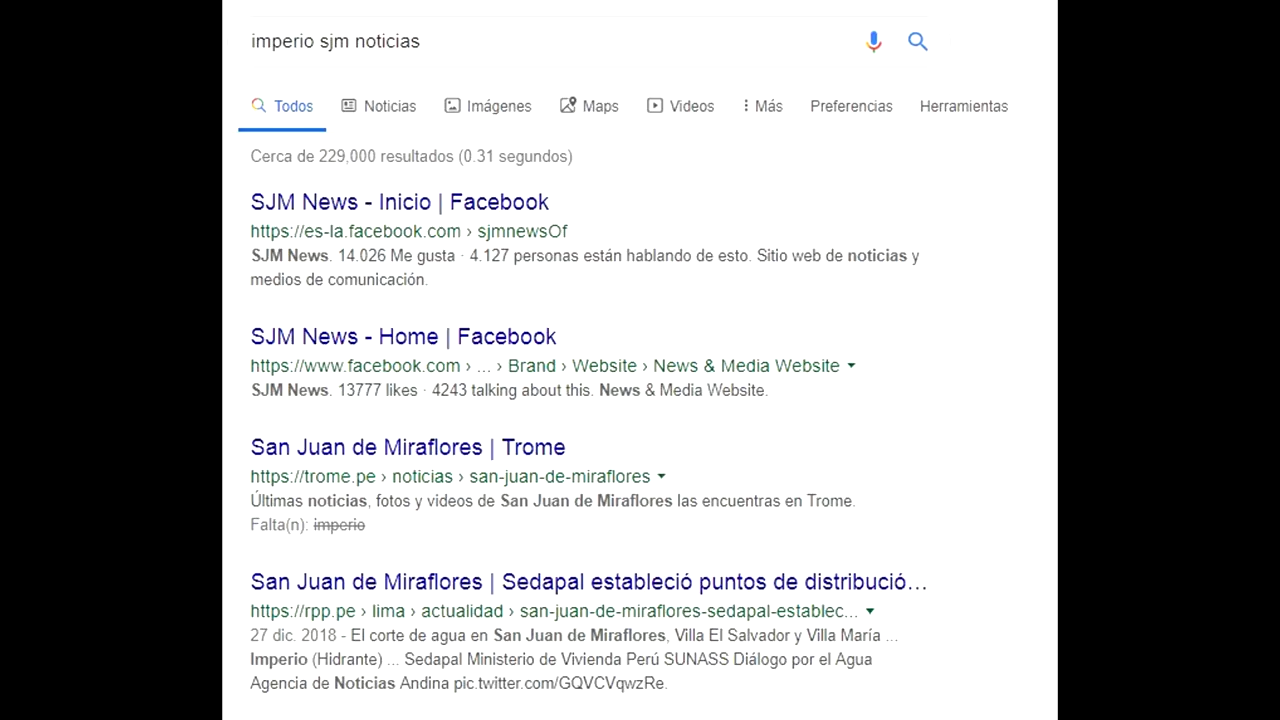 imperio sjm noticias
Todos Noticias Imágenes Maps Videos Más Preferencias Herramientas
Cerca de 229,000 resultados (0.31 segundos)
SJM News - Inicio | Facebook
https://es-la.facebook.com › sjmnewsOf
SJM News. 14.026 Me gusta · 4.127 personas están hablando de esto. Sitio web de noticias y
medios de comunicación.
SJM News - Home | Facebook
https://www.facebook.com › ... › Brand › Website › News & Media Website
SJM News. 13777 likes · 4243 talking about this. News & Media Website.
San Juan de Miraflores | Trome
https://trome.pe › noticias › san-juan-de-miraflores
Últimas noticias, fotos y videos de San Juan de Miraflores las encuentras en Trome.
Falta(n): imperio
San Juan de Miraflores | Sedapal estableció puntos de distribució...
https://rpp.pe › lima › actualidad › san-juan-de-miraflores-sedapal-establec...
27 dic. 2018 - El corte de agua en San Juan de Miraflores, Villa El Salvador y Villa María ...
Imperio (Hidrante) ... Sedapal Ministerio de Vivienda Perú SUNASS Diálogo por el Agua
Agencia de Noticias Andina pic.twitter.com/GQVCVqwzRe.